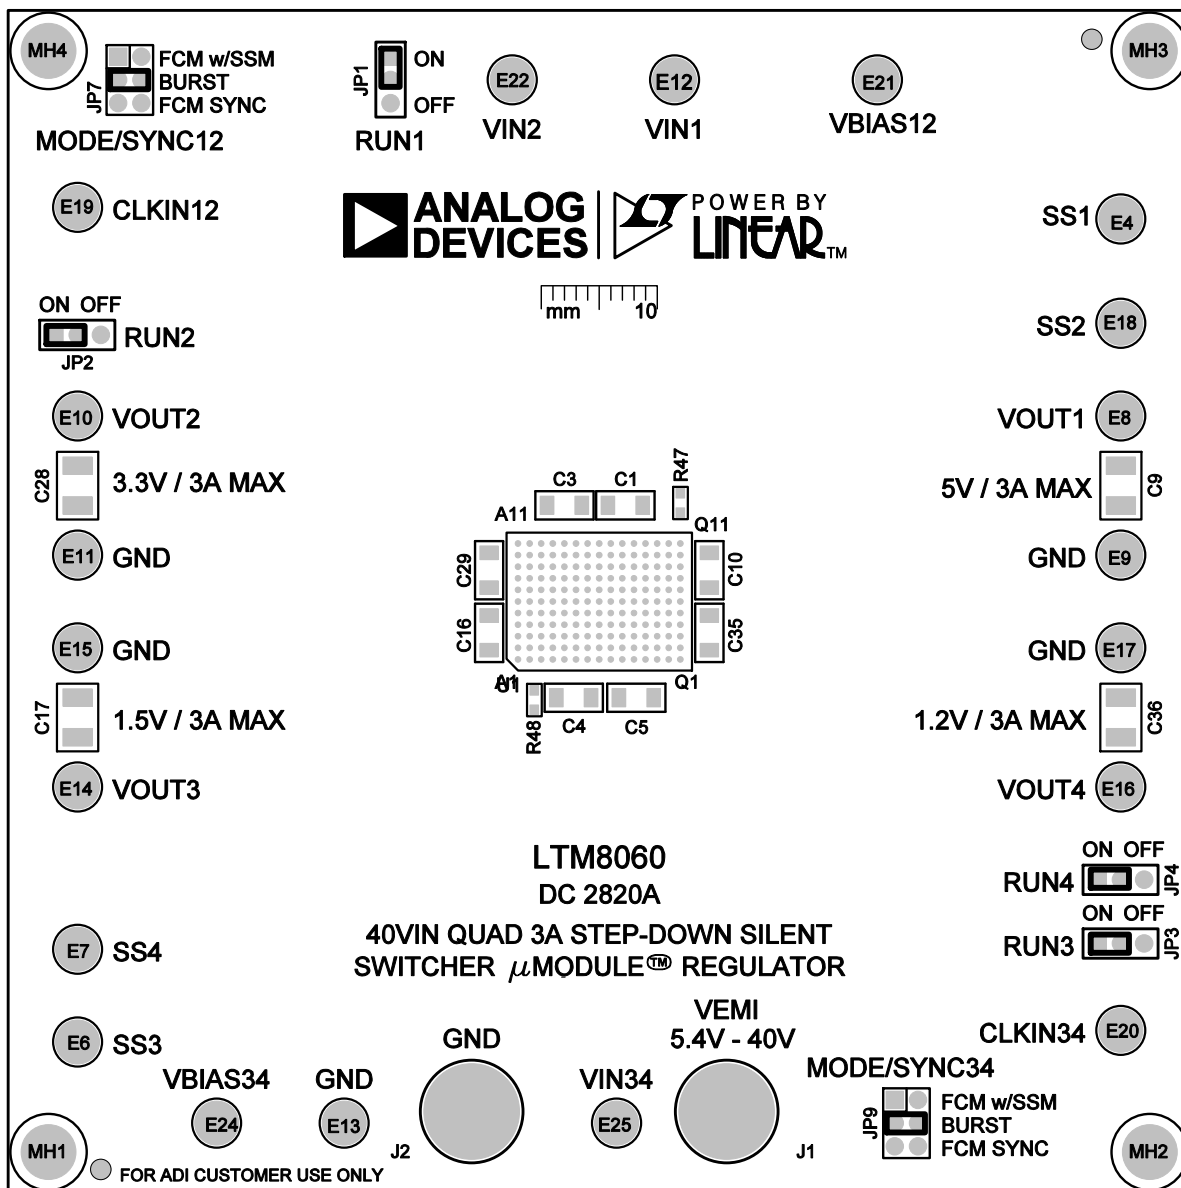 MH4
FCM w/SSM
BURST
FCM SYNC
JP7
MODE/SYNC12
JP1
ON
OFF
RUN1
E22
VIN2
E12
VIN1
E21
VBIAS12
MH3
E19 CLKIN12
ANALOG
DEVICES
POWER BY
LINEAR™
SS1 E4
mm 10
ON OFF
RUN2
JP2
SS2 E18
E10 VOUT2
VOUT1 E8
C28
3.3V / 3A MAX
5V / 3A MAX
C9
E11 GND
GND E9
C3
C1
R47
A11
Q11
C29
C10
C16
C35
A1
U1
Q1
R48
C4
C5
E15 GND
GND E17
C17
1.5V / 3A MAX
1.2V / 3A MAX
C36
E14 VOUT3
VOUT4 E16
LTM8060
DC 2820A
40VIN QUAD 3A STEP-DOWN SILENT
SWITCHER µMODULE™ REGULATOR
ON OFF
RUN4
JP4
ON OFF
RUN3
JP3
E7 SS4
E6 SS3
CLKIN34 E20
VBIAS34
E24
GND
E13
GND
J2
VIN34
E25
VEMI
5.4V - 40V
J1
MODE/SYNC34
JP9
FCM w/SSM
BURST
FCM SYNC
MH1
FOR ADI CUSTOMER USE ONLY
MH2